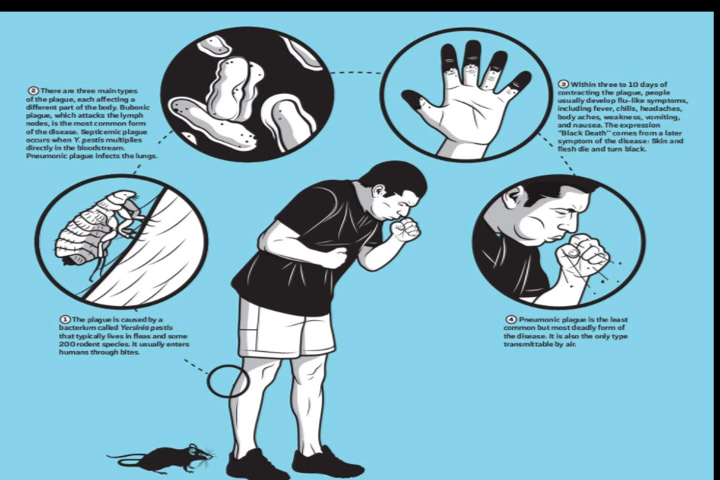 ① The plague is caused by a
bacterium called Yersinia pestis
that typically lives in fleas and some
200 rodent species. It usually enters
humans through bites.
② There are three main types
of the plague, each affecting a
different part of the body. Bubonic
plague, which attacks the lymph
nodes, is the most common form
of the disease. Septicemic plague
occurs when Y. pestis multiplies
directly in the bloodstream.
Pneumonic plague infects the lungs.
③ Within three to 10 days of
contracting the plague, people
usually develop flu-like symptoms,
including fever, chills, headaches,
body aches, weakness, vomiting,
and nausea. The expression
"Black Death" comes from a later
symptom of the disease: Skin and
flesh die and turn black.
④ Pneumonic plague is the least
common but most deadly form of
the disease. It is also the only type
transmittable by air.